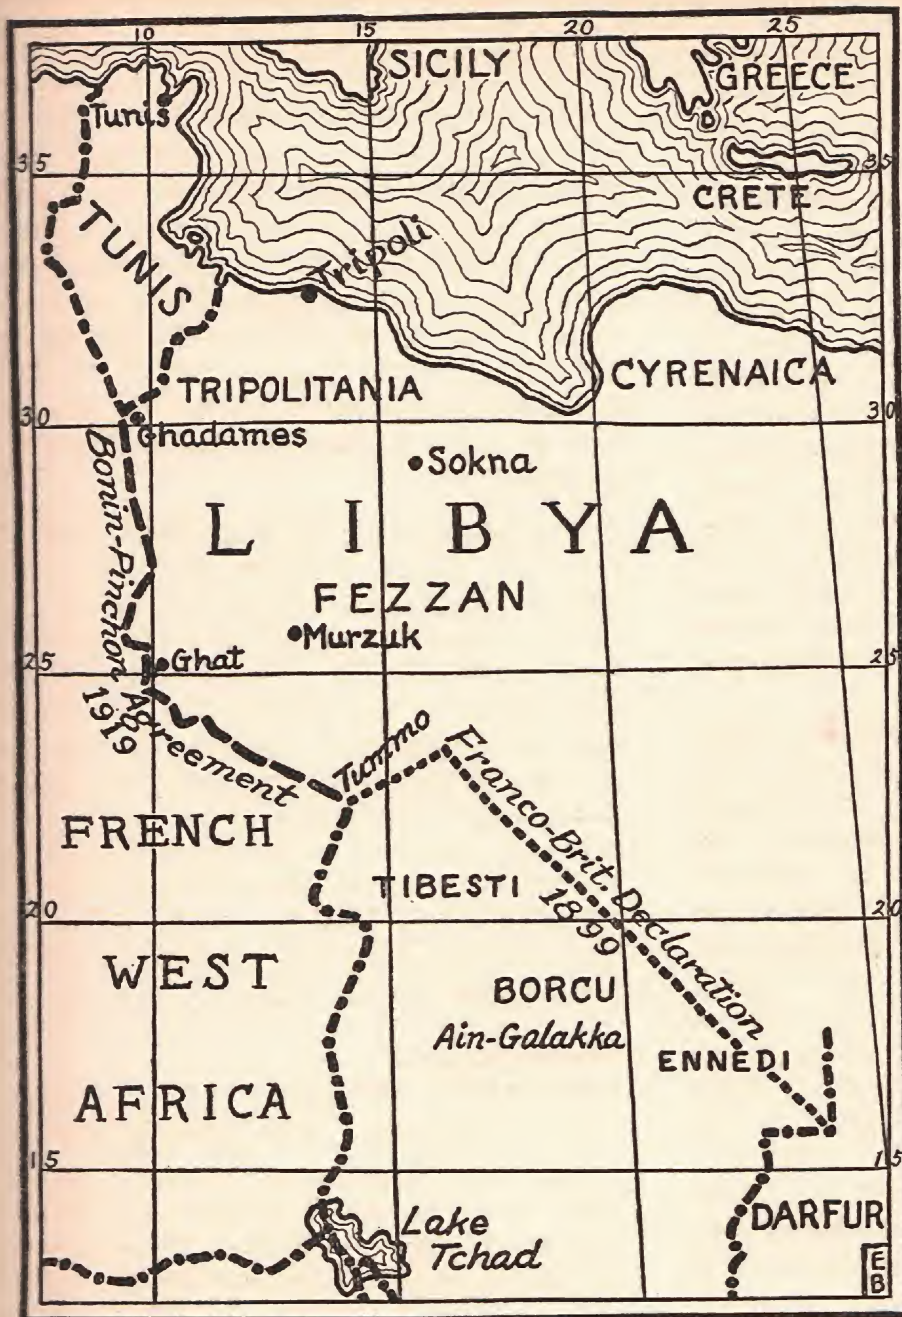 10 15 20 25
SICILY
GREECE
Tunis
35 35
CRETE
TUNIS
Tripoli
TRIPOLITANIA
CYRENAICA
30 30
Ghadames
Sokna
LIBYA
FEZZAN
Murzuk
Ghat
25 25
Bonin-Pinchon Agreement
1919
Tummo
Franco-Brit. Declaration
1899
FRENCH
TIBESTI
20 20
WEST
BORCU
Ain-Galakka
ENNEDI
AFRICA
15 15
DARFUR
Lake
Tchad
E
B